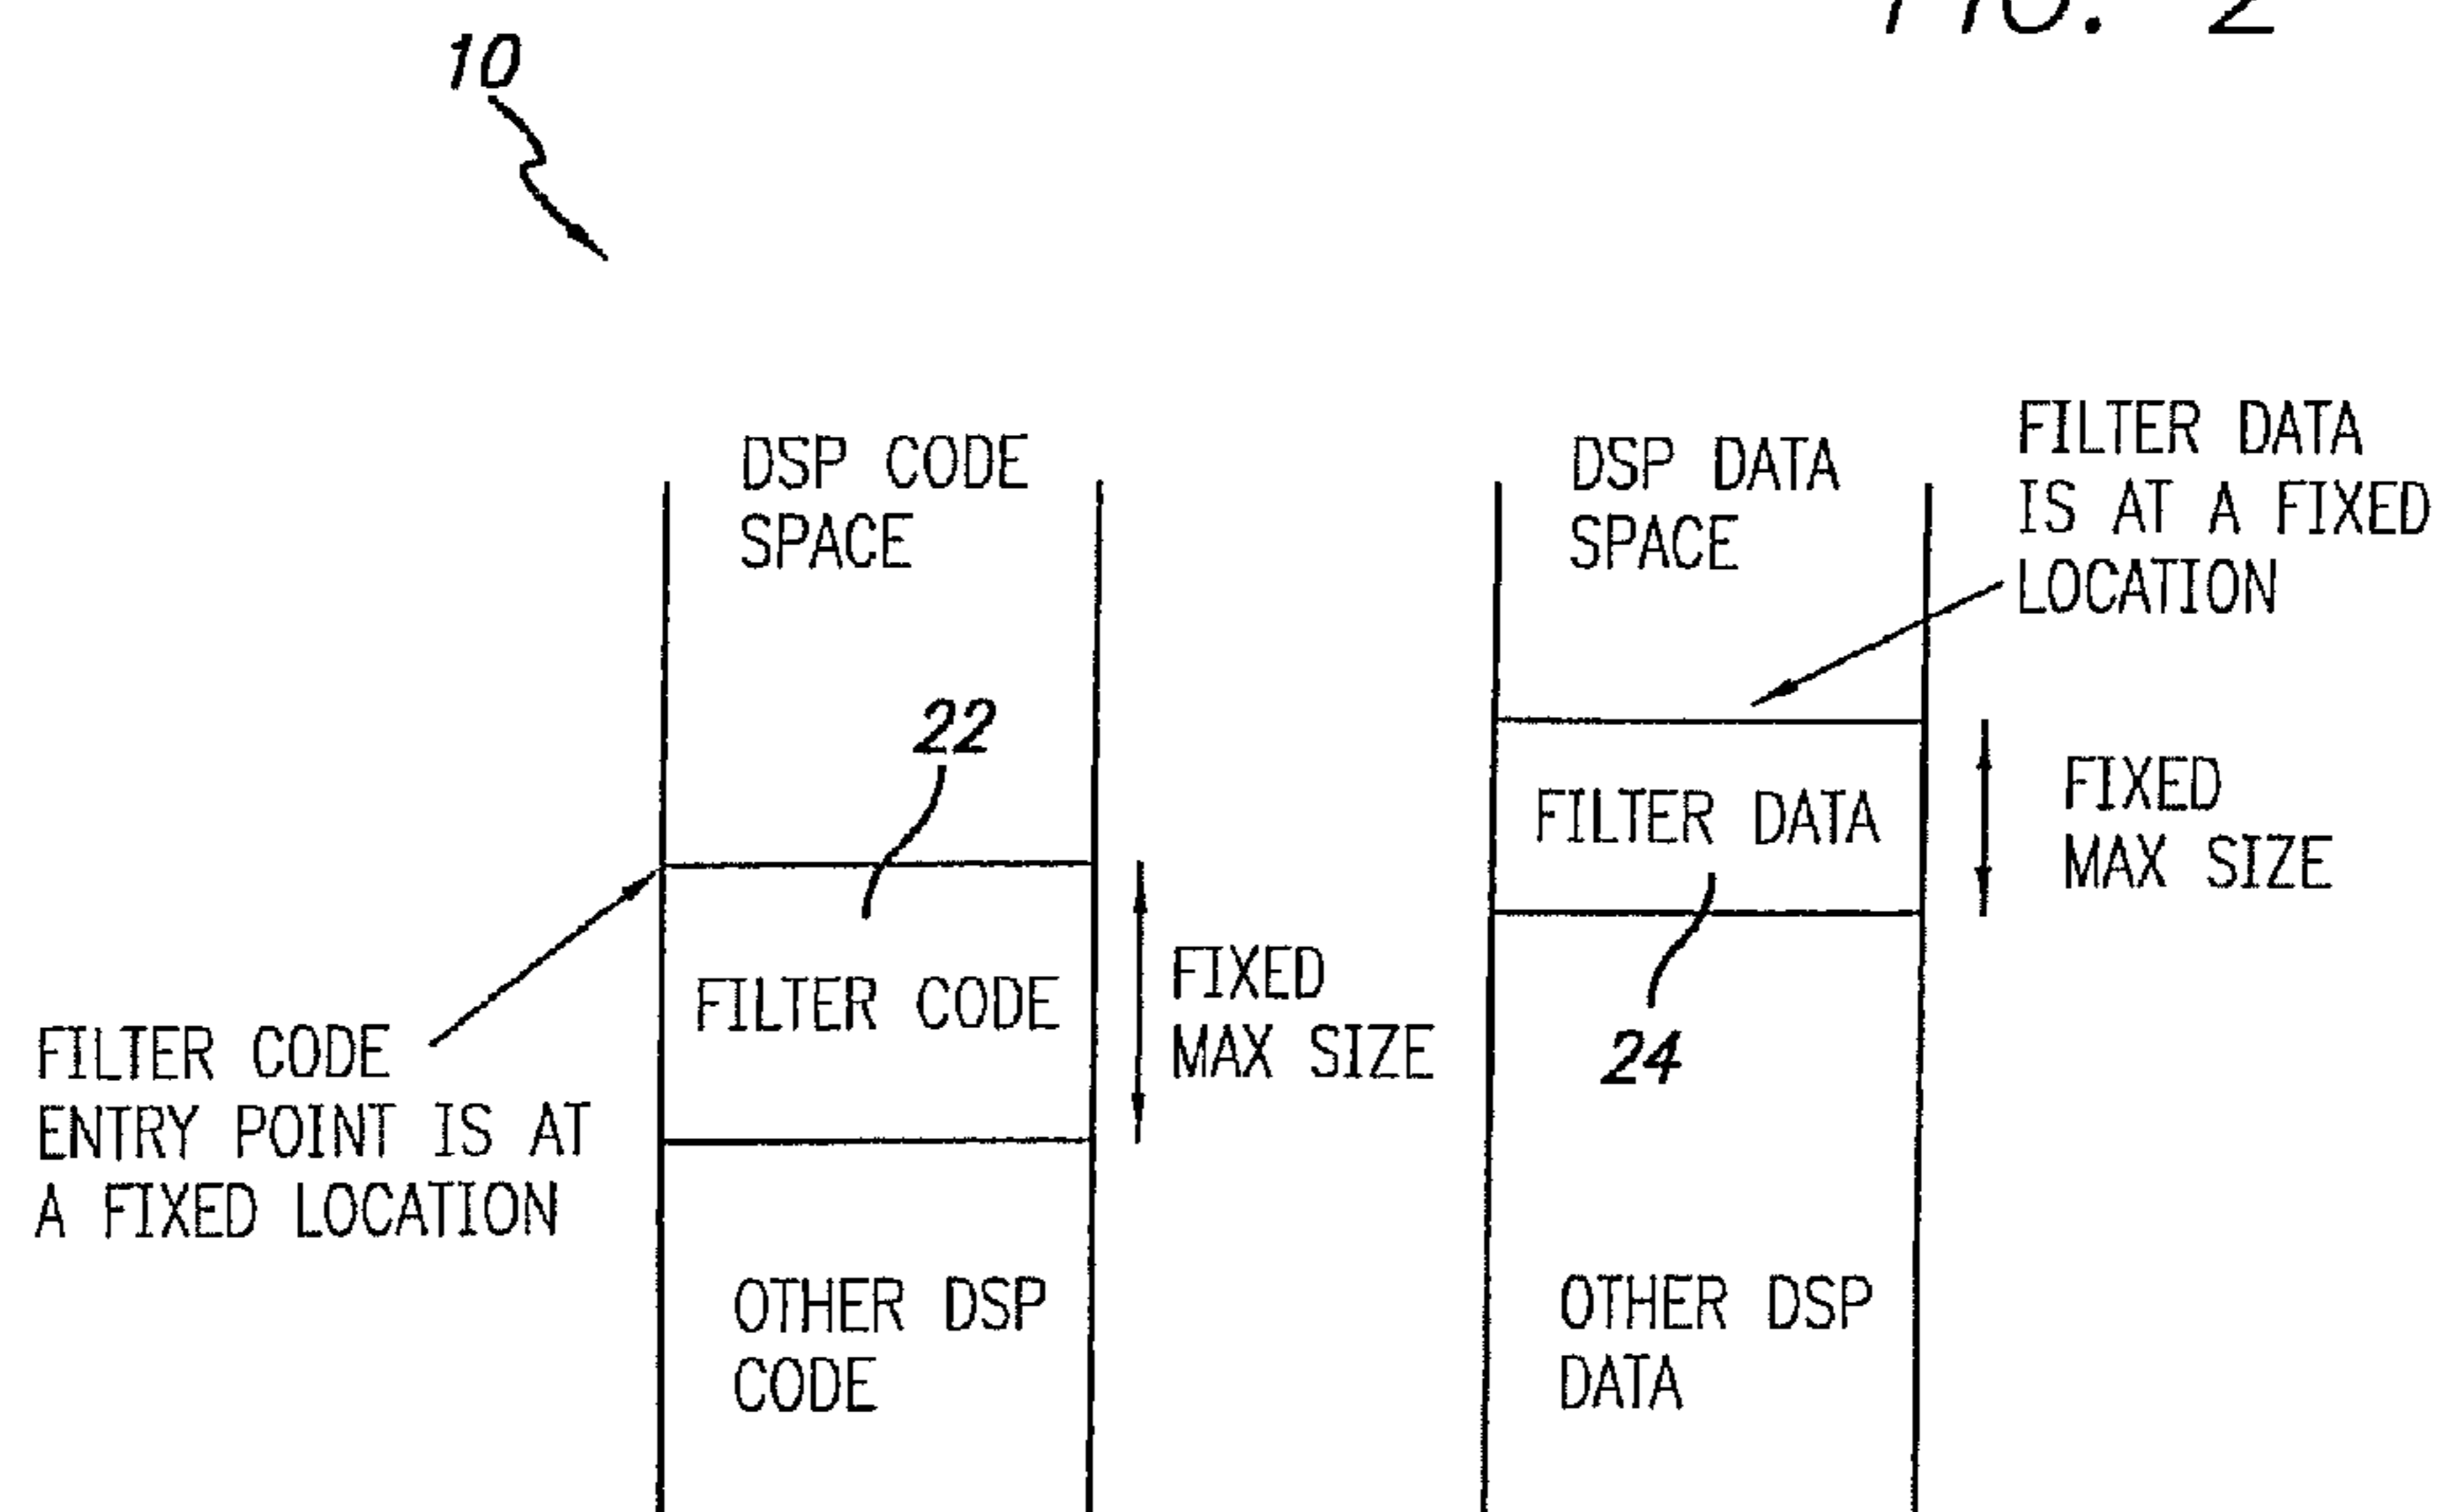 FIG. 2
10
DSP CODE
SPACE
22
FILTER CODE
FIXED
MAX SIZE
FILTER CODE
ENTRY POINT IS AT
A FIXED LOCATION
OTHER DSP
CODE
DSP DATA
SPACE
FILTER DATA
IS AT A FIXED
LOCATION
FILTER DATA
FIXED
MAX SIZE
24
OTHER DSP
DATA